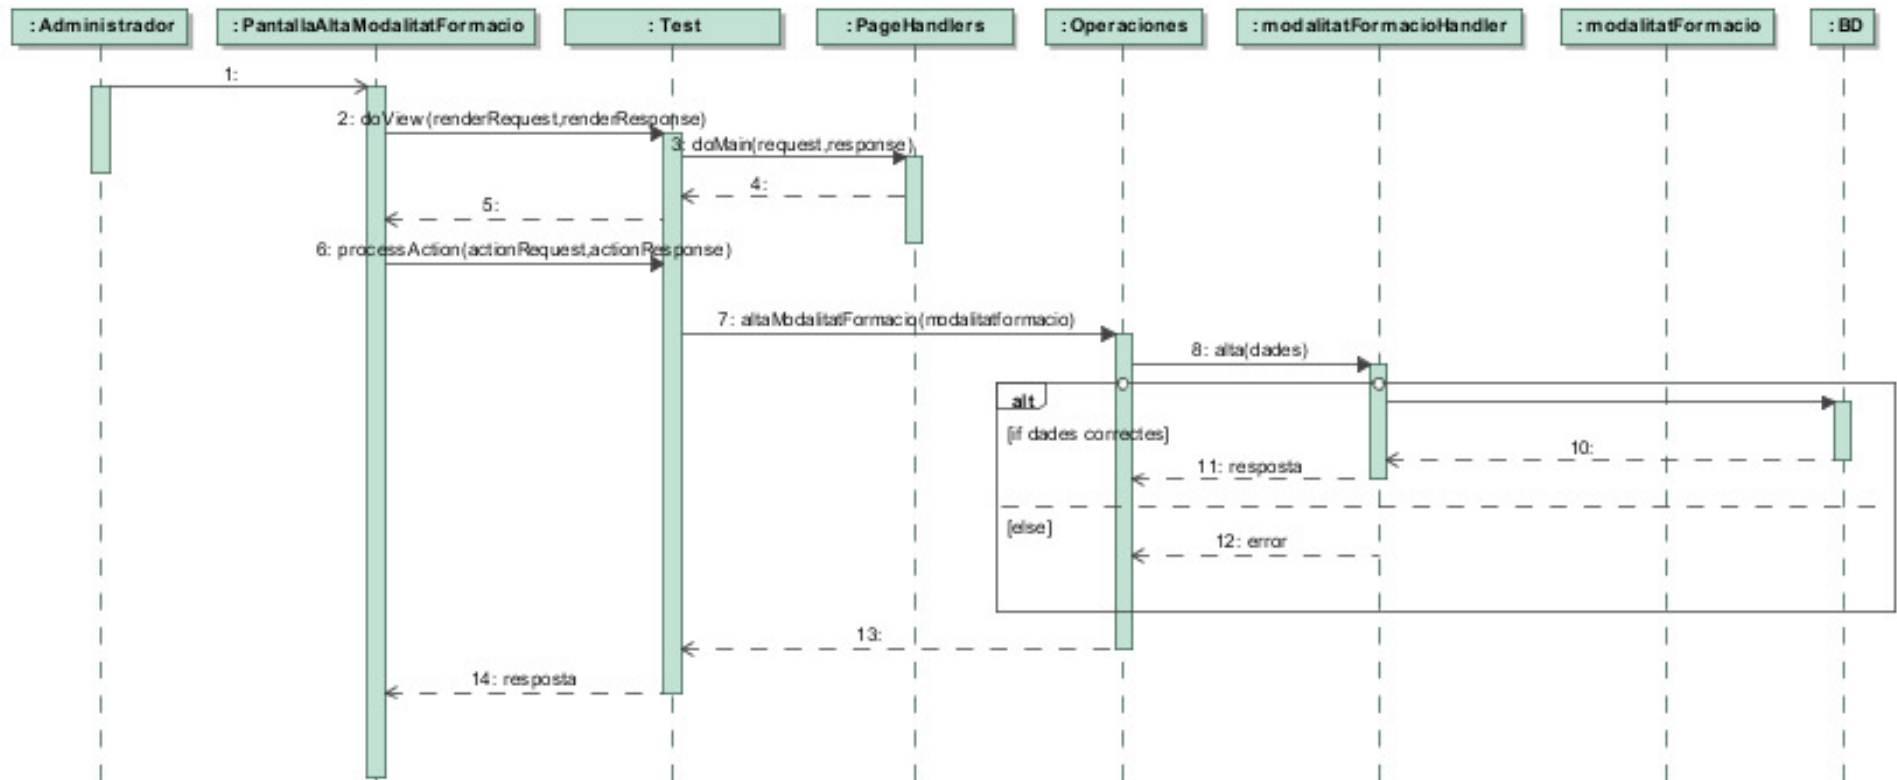 : Administrador
: PantallaAltaModalitatFormacio
: Test
: PageHandlers
: Operaciones
: modalitatFormacioHandler
: modalitatFormacio
: BD
1:
2: doView(renderRequest,renderResponse)
3: doMain(request,response)
4:
5:
6: processAction(actionRequest,actionResponse)
7: altaModalitatFormacio(modalitatformacio)
8: alta(dades)
alt
[if dades correctes]
10:
11: resposta
[else]
12: error
13:
14: resposta